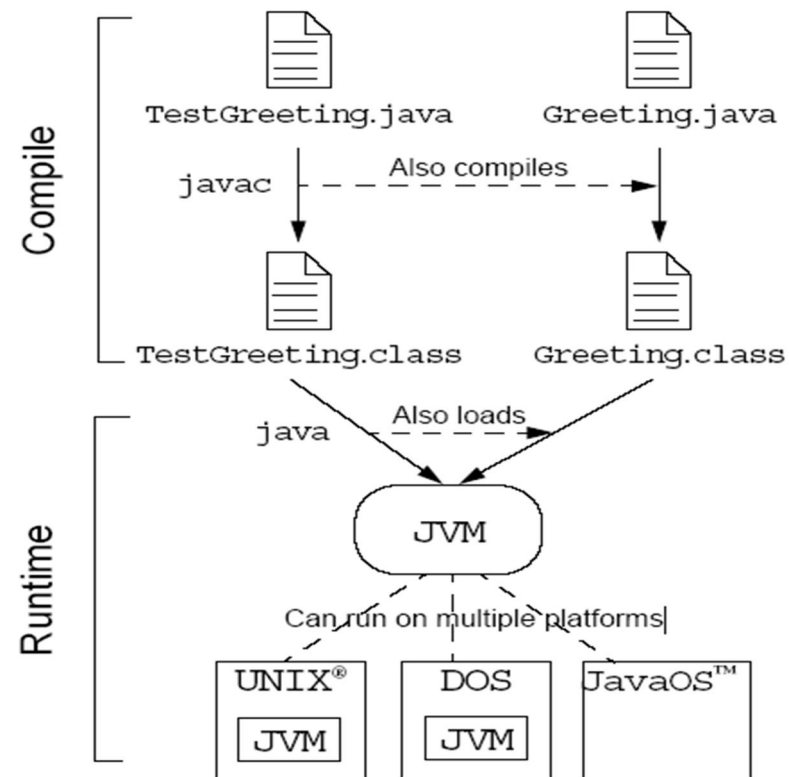 Compile
TestGreeting.java
Greeting.java
javac
Also compiles
TestGreeting.class
Greeting.class
Runtime
java
Also loads
JVM
Can run on multiple platforms
UNIX®
DOS
JavaOS™
JVM
JVM